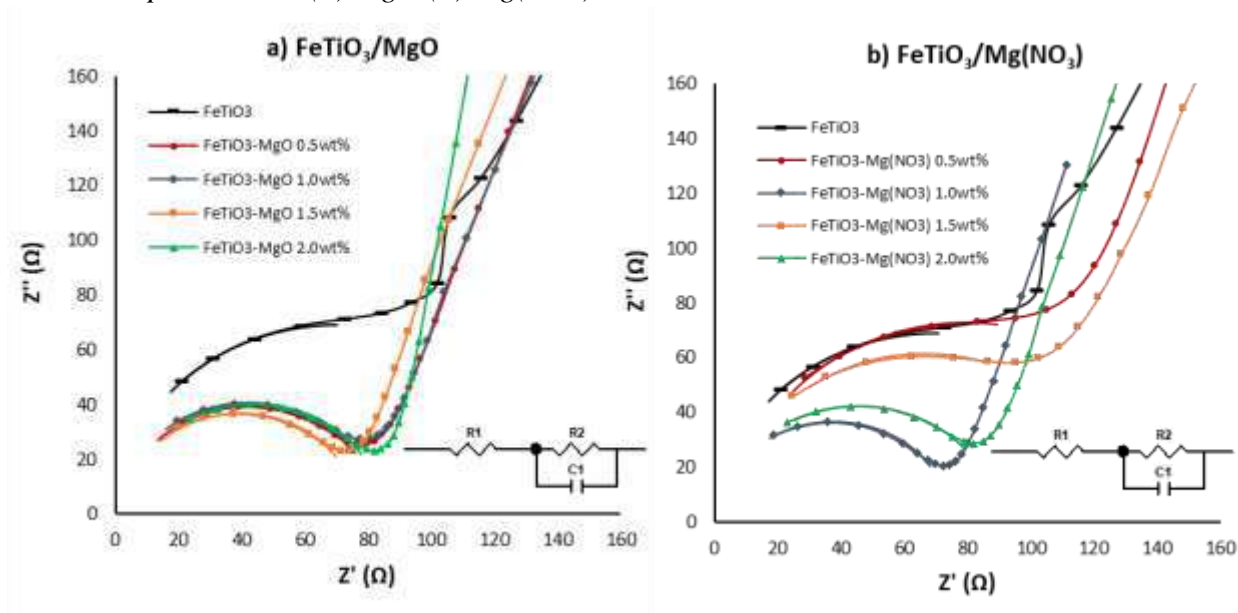 a) FeTiO₃/MgO
160
140
120
100
80
60
40
20
0
Z'' (Ω)
FeTiO3
FeTiO3-MgO 0.5wt%
FeTiO3-MgO 1.0wt%
FeTiO3-MgO 1.5wt%
FeTiO3-MgO 2.0wt%
R1
R2
C1
0 20 40 60 80 100 120 140 160
Z' (Ω)
b) FeTiO₃/Mg(NO₃)
160
140
120
100
80
60
40
20
0
Z'' (Ω)
FeTiO3
FeTiO3-Mg(NO3) 0.5wt%
FeTiO3-Mg(NO3) 1.0wt%
FeTiO3-Mg(NO3) 1.5wt%
FeTiO3-Mg(NO3) 2.0wt%
R1
R2
C1
0 20 40 60 80 100 120 140 160
Z' (Ω)